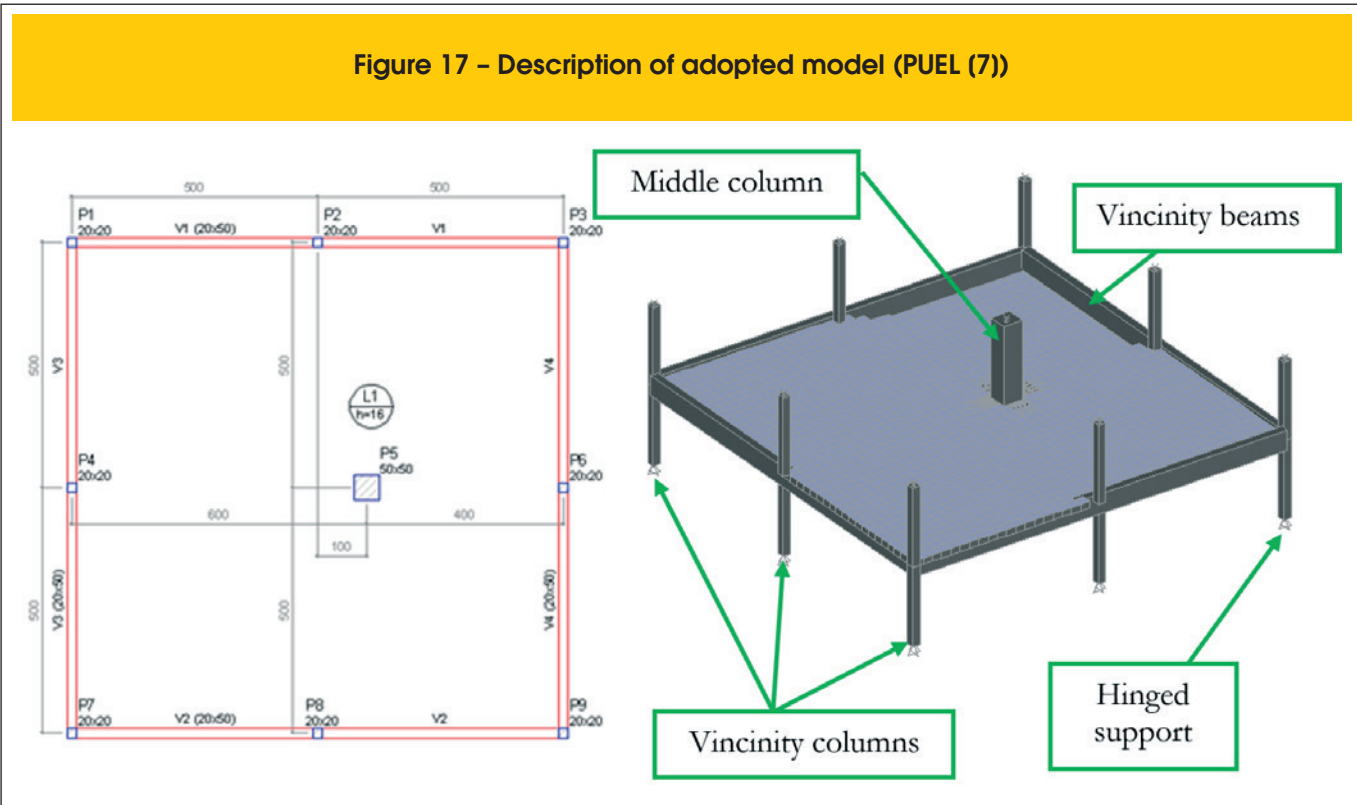 Figure 17 – Description of adopted model (PUEL (7))
500
500
P1
20x20
V1 (20x50)
P2
20x20
V1
P3
20x20
500
V3
500
V4
L1
h=16
P4
20x20
P5
50x50
P6
20x20
600
400
100
500
V3 (20x50)
500
V4 (20x50)
P7
20x20
V2 (20x50)
P8
20x20
V2
P9
20x20
Middle column
Vincinity beams
Vincinity columns
Hinged
support